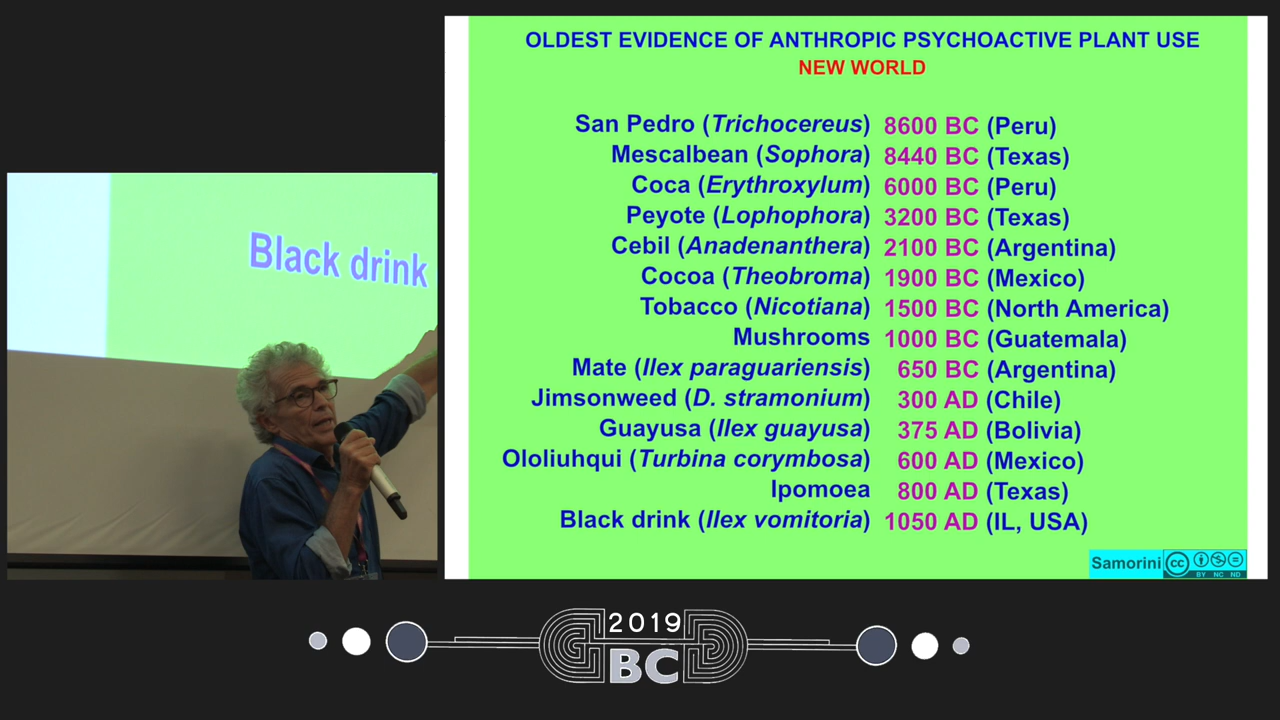 OLDEST EVIDENCE OF ANTHROPIC PSYCHOACTIVE PLANT USE
NEW WORLD
San Pedro (Trichocereus) 8600 BC (Peru)
Mescalbean (Sophora) 8440 BC (Texas)
Coca (Erythroxylum) 6000 BC (Peru)
Peyote (Lophophora) 3200 BC (Texas)
Cebil (Anadenanthera) 2100 BC (Argentina)
Cocoa (Theobroma) 1900 BC (Mexico)
Tobacco (Nicotiana) 1500 BC (North America)
Mushrooms 1000 BC (Guatemala)
Mate (Ilex paraguariensis) 650 BC (Argentina)
Jimsonweed (D. stramonium) 300 AD (Chile)
Guayusa (Ilex guayusa) 375 AD (Bolivia)
Ololiuhqui (Turbina corymbosa) 600 AD (Mexico)
Ipomoea 800 AD (Texas)
Black drink (Ilex vomitoria) 1050 AD (IL, USA)
Samorini cc BY NC ND
Black drink
2019
BC